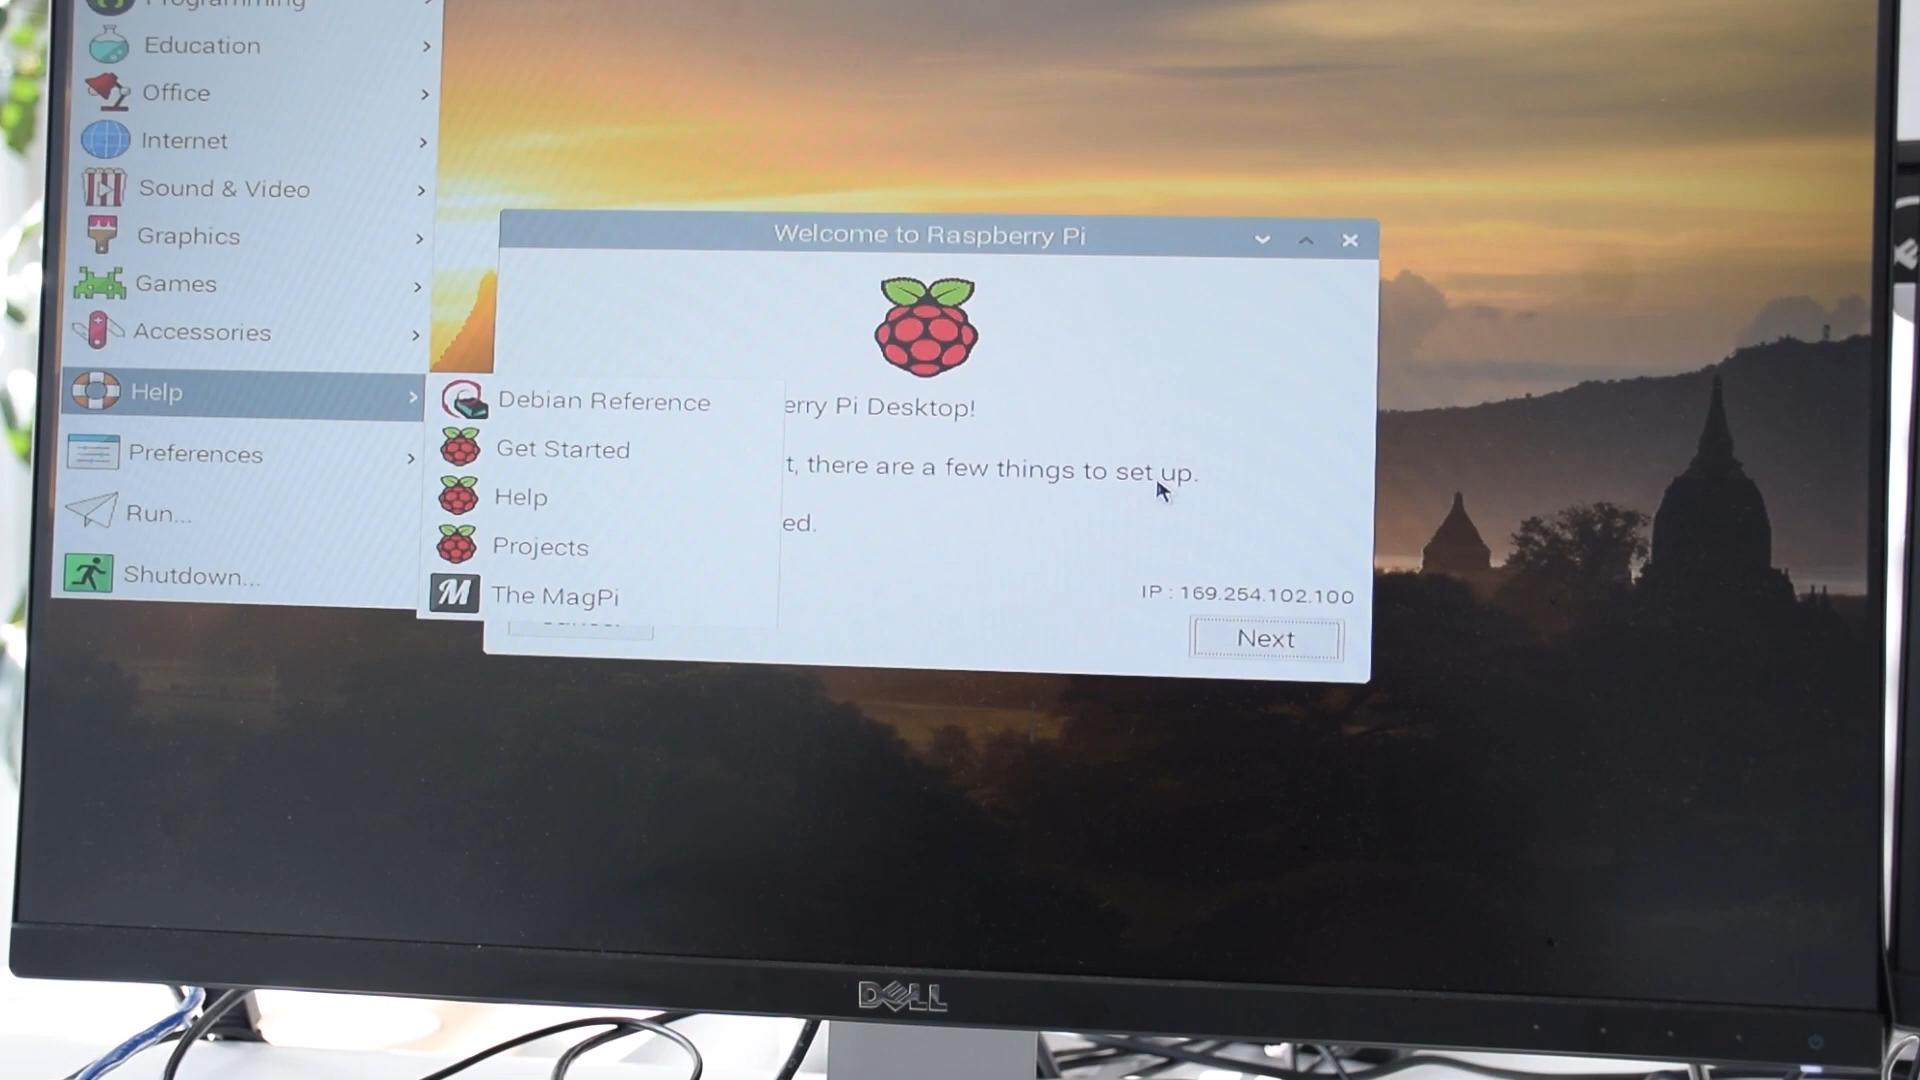 Programming
Education
Office
Internet
Sound & Video
Graphics
Games
Accessories
Help
Preferences
Run...
Shutdown...
Debian Reference
Get Started
Help
Projects
M The MagPi
Welcome to Raspberry Pi
erry Pi Desktop!
t, there are a few things to set up.
ed.
IP : 169.254.102.100
Next
DELL